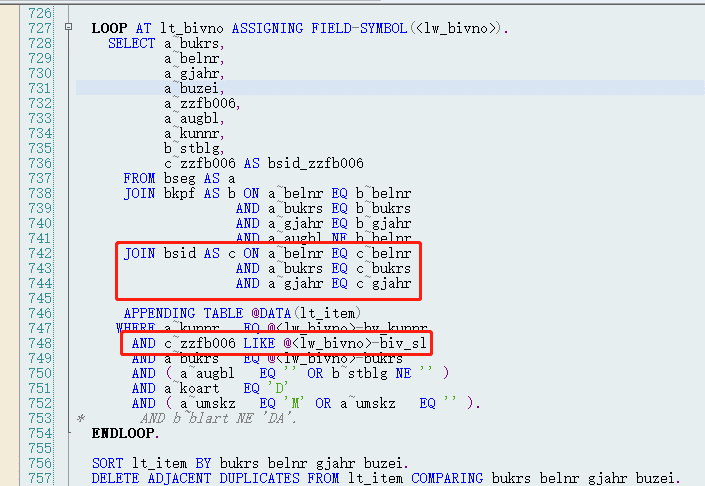 726
727 LOOP AT lt_bivno ASSIGNING FIELD-SYMBOL(<lw_bivno>).
728 SELECT a~bukrs,
729 a~belnr,
730 a~gjahr,
731 a~buzei,
732 a~zzfb006,
733 a~augbl,
734 a~kunnr,
735 b~stblg,
736 c~zzfb006 AS bsid_zzfb006
737 FROM bseg AS a
738 JOIN bkpf AS b ON a~belnr EQ b~belnr
739 AND a~bukrs EQ b~bukrs
740 AND a~gjahr EQ b~gjahr
741 AND a~augbl NE b~belnr
742 JOIN bsid AS c ON a~belnr EQ c~belnr
743 AND a~bukrs EQ c~bukrs
744 AND a~gjahr EQ c~gjahr
745
746 APPENDING TABLE @DATA(lt_item)
747 WHERE a~kunnr EQ @<lw_bivno>-by_kunnr
748 AND c~zzfb006 LIKE @<lw_bivno>-biv_sl
749 AND a~bukrs EQ @<lw_bivno>-bukrs
750 AND ( a~augbl EQ '' OR b~stblg NE '' )
751 AND a~koart EQ 'D'
752 AND ( a~umskz EQ 'M' OR a~umskz EQ '' ).
753 * AND b~blart NE 'DA'.
754 ENDLOOP.
755
756 SORT lt_item BY bukrs belnr gjahr buzei.
757 DELETE ADJACENT DUPLICATES FROM lt_item COMPARING bukrs belnr gjahr buzei.